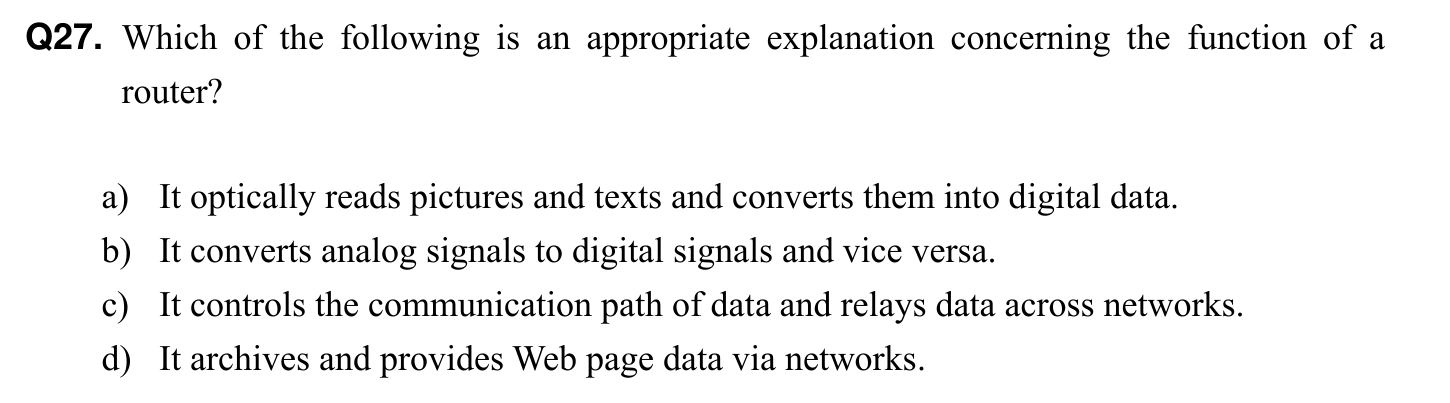 Q27. Which of the following is an appropriate explanation concerning the function of a
router?
a) It optically reads pictures and texts and converts them into digital data.
b) It converts analog signals to digital signals and vice versa.
c) It controls the communication path of data and relays data across networks.
d) It archives and provides Web page data via networks.